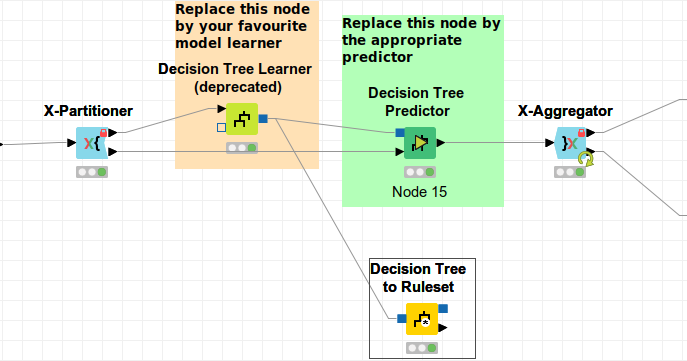 Replace this node
by your favourite
model learner
Replace this node by
the appropriate
predictor
Decision Tree Learner
(deprecated)
Decision Tree
Predictor
X-Partitioner
X-Aggregator
Node 15
Decision Tree
to Ruleset